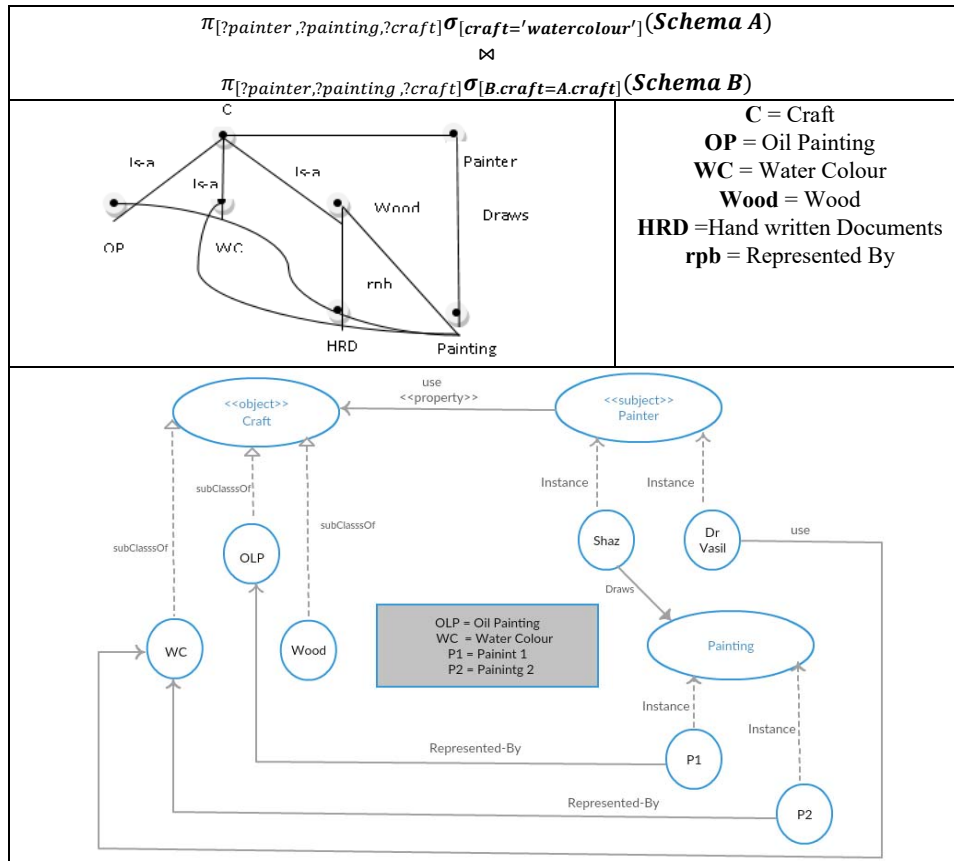 π[?painter ,?painting,?craft]σ[craft='watercolour'](Schema A)
⋈
π[?painter,?painting ,?craft]σ[B.craft=A.craft](Schema B)
C
Is-a
Is-a
Is-a
Painter
Wood
Draws
OP
WC
rnh
HRD
Painting
C = Craft
OP = Oil Painting
WC = Water Colour
Wood = Wood
HRD =Hand written Documents
rpb = Represented By
use
<<property>>
<<object>>
Craft
<<subject>>
Painter
subClasssOf
subClasssOf
subClasssOf
Instance
Instance
OLP
Shaz
Dr
Vasil
use
Draws
WC
Wood
OLP = Oil Painting
WC = Water Colour
P1 = Painint 1
P2 = Painintg 2
Painting
Instance
Instance
Represented-By
P1
Represented-By
P2